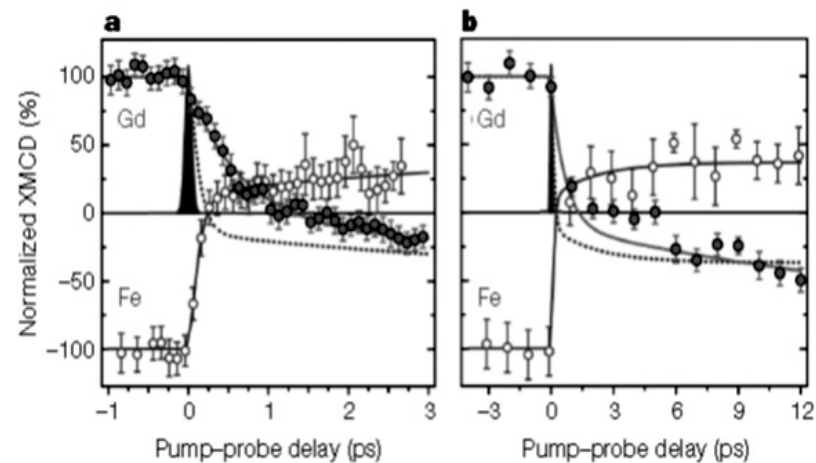 a
b
Normalized XMCD (%)
100
50
0
−50
−100
Gd
Fe
Gd
Fe
−1 0 1 2 3
−3 0 3 6 9 12
Pump–probe delay (ps)
Pump–probe delay (ps)